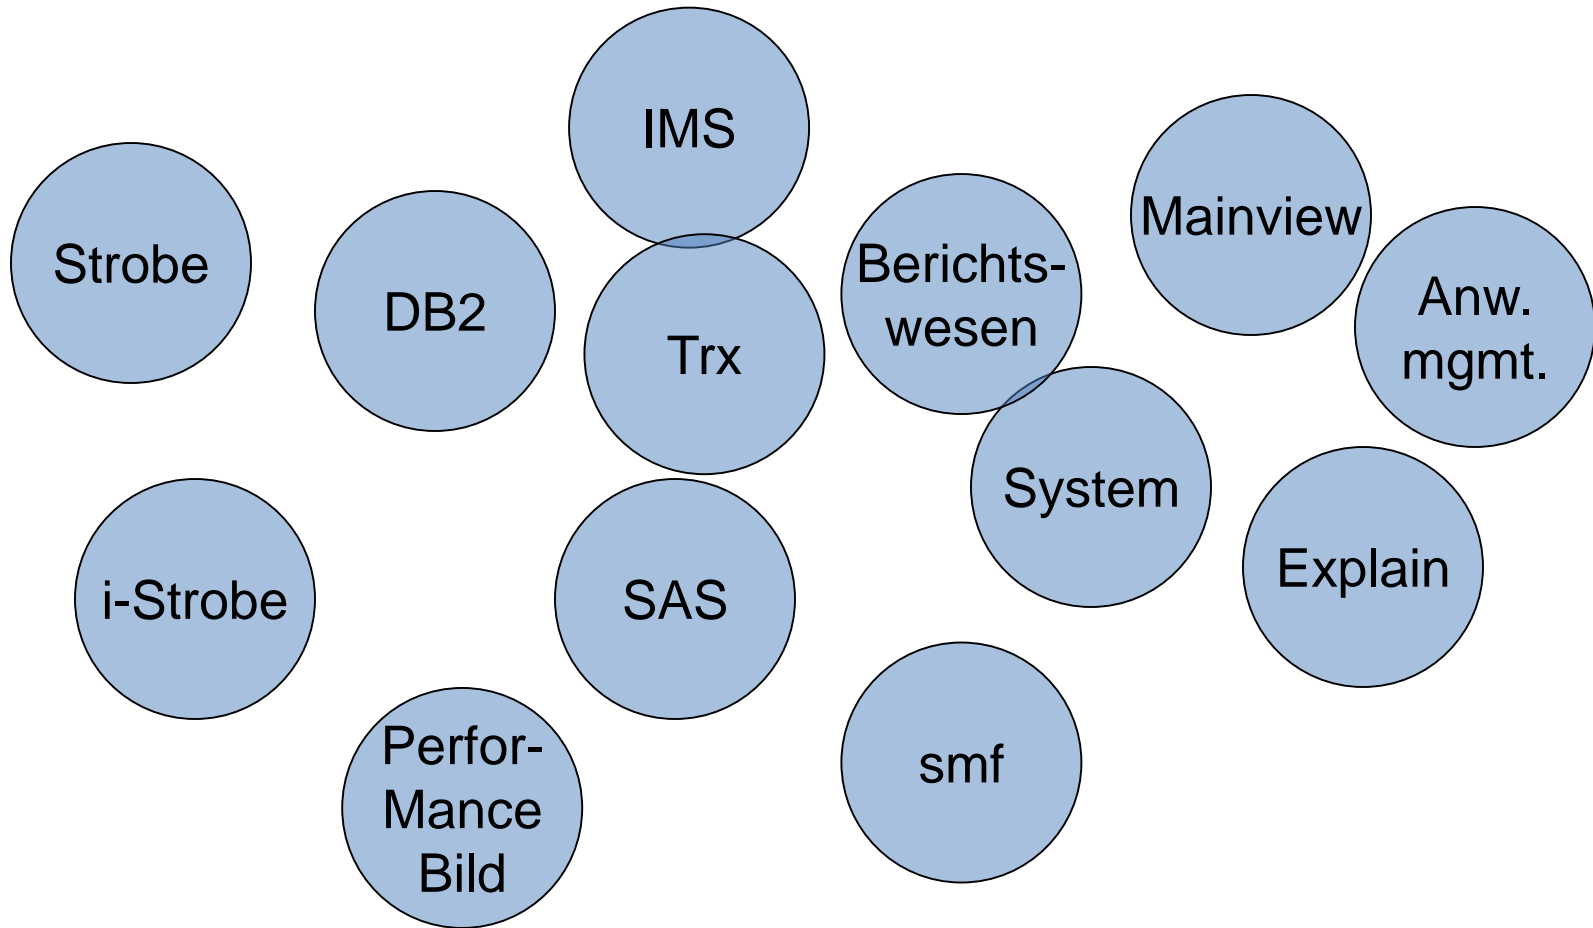 IMS
Mainview
Strobe
Berichts-
wesen
DB2
Trx
Anw.
mgmt.
System
Explain
i-Strobe
SAS
Perfor-
Mance
Bild
smf